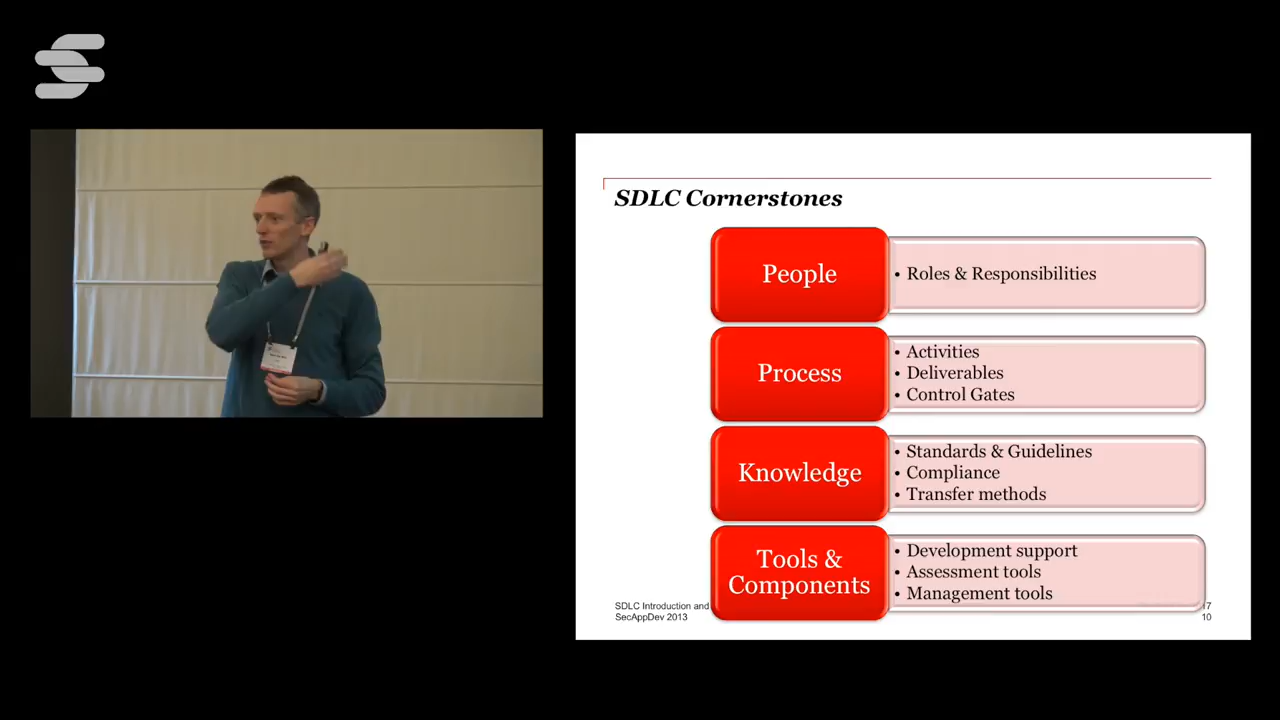 SDLC Cornerstones
People
• Roles & Responsibilities
Process
• Activities
• Deliverables
• Control Gates
Knowledge
• Standards & Guidelines
• Compliance
• Transfer methods
Tools &
Components
• Development support
• Assessment tools
• Management tools
SDLC Introduction and
SecAppDev 2013
17
10